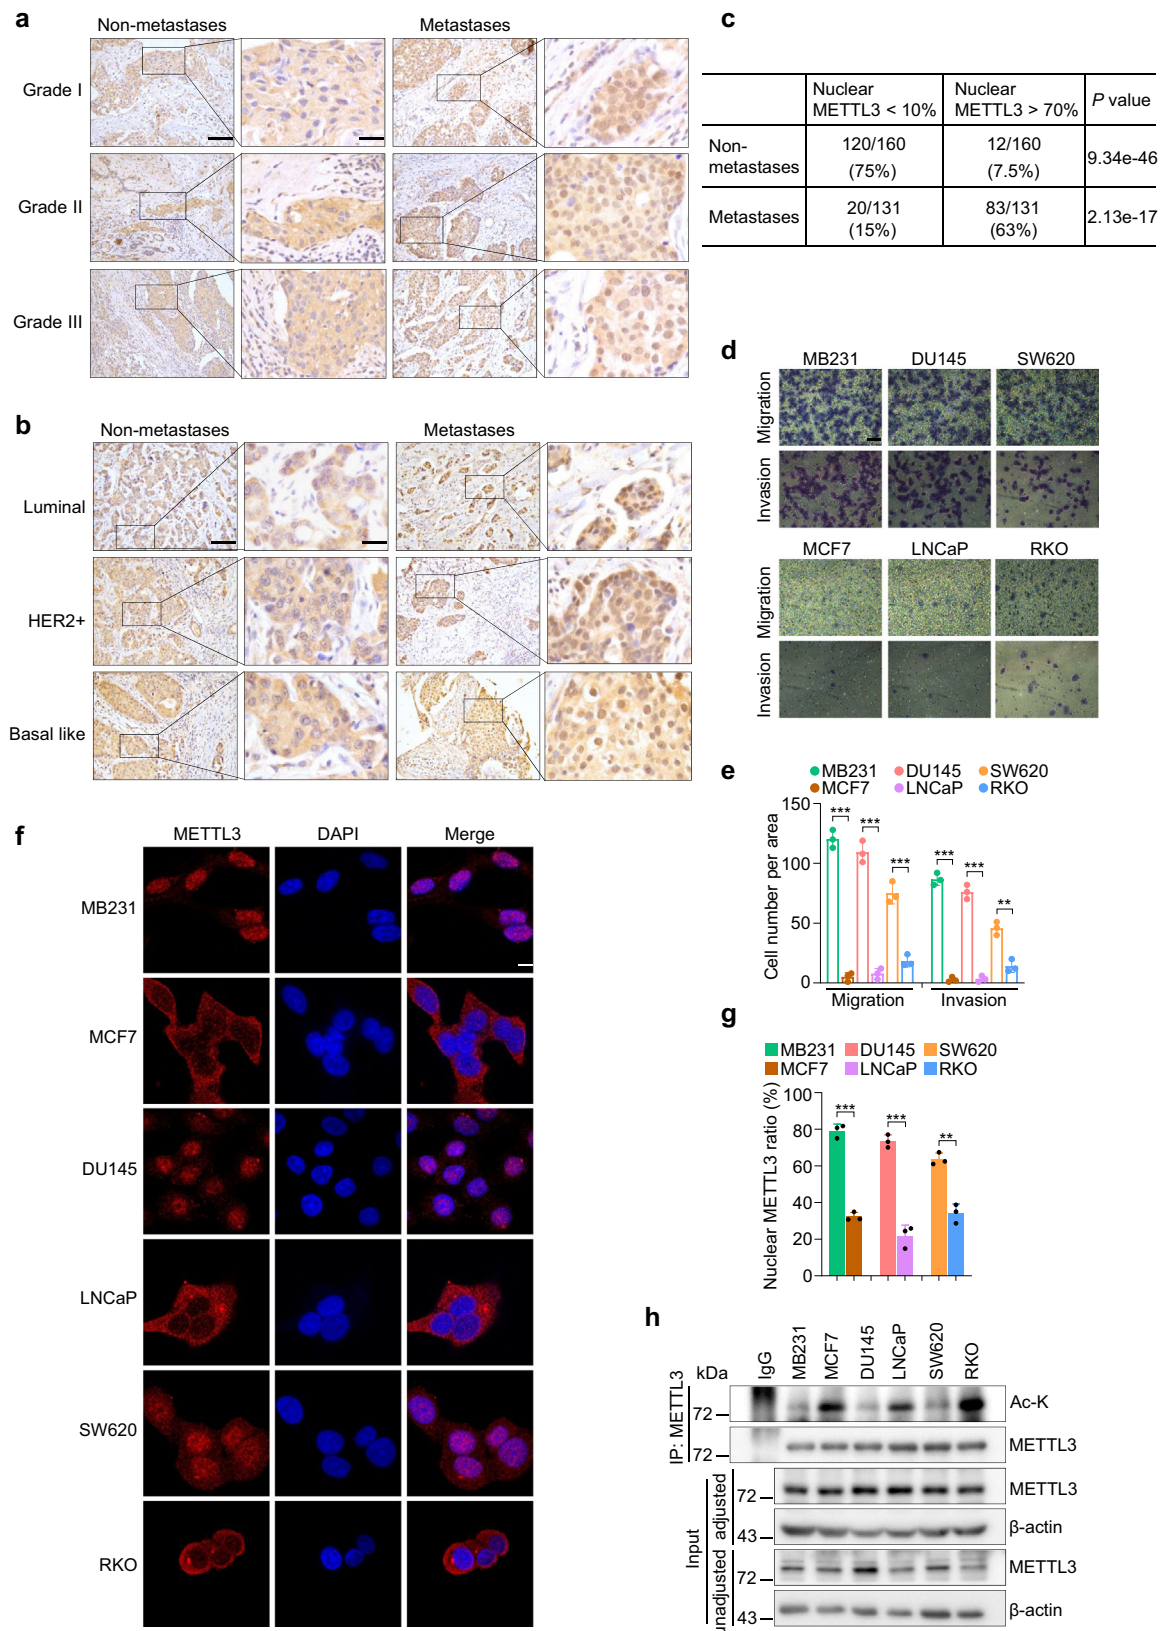 a
Non-metastases
Metastases
Grade I
Grade II
Grade III
b
Non-metastases
Metastases
Luminal
HER2+
Basal like
c
Nuclear METTL3 < 10%
Nuclear METTL3 > 70%
P value
Non-metastases
120/160 (75%)
12/160 (7.5%)
9.34e-46
Metastases
20/131 (15%)
83/131 (63%)
2.13e-17
d
MB231 DU145 SW620
Migration
Invasion
MCF7 LNCaP RKO
Migration
Invasion
e
MB231 DU145 SW620
MCF7 LNCaP RKO
Cell number per area
150
100
50
0
*** *** *** *** *** **
Migration Invasion
f
METTL3 DAPI Merge
MB231
MCF7
DU145
LNCaP
SW620
RKO
g
MB231 DU145 SW620
MCF7 LNCaP RKO
Nuclear METTL3 ratio (%)
100
80
60
40
20
0
*** *** **
h
kDa IgG MB231 MCF7 DU145 LNCaP SW620 RKO
IP: METTL3
72 Ac-K
72 METTL3
Input
adjusted
72 METTL3
43 β-actin
unadjusted
72 METTL3
43 β-actin